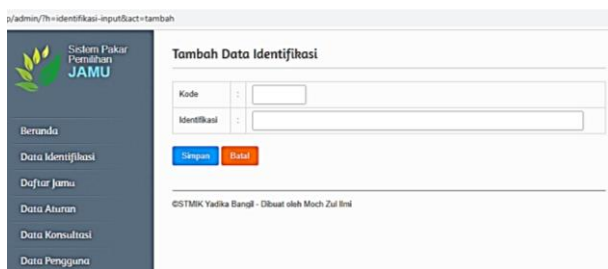 p/admin/?h=identifikasi-input&act=tambah
Sistem Pakar
Pemilihan
JAMU
Tambah Data Identifikasi
Kode :
Identifikasi :
Simpan Batal
Beranda
Data Identifikasi
Daftar Jamu
Data Aturan
Data Konsultasi
Data Pengguna
©STMIK Yadika Bangil - Dibuat oleh Moch Zul Ilmi